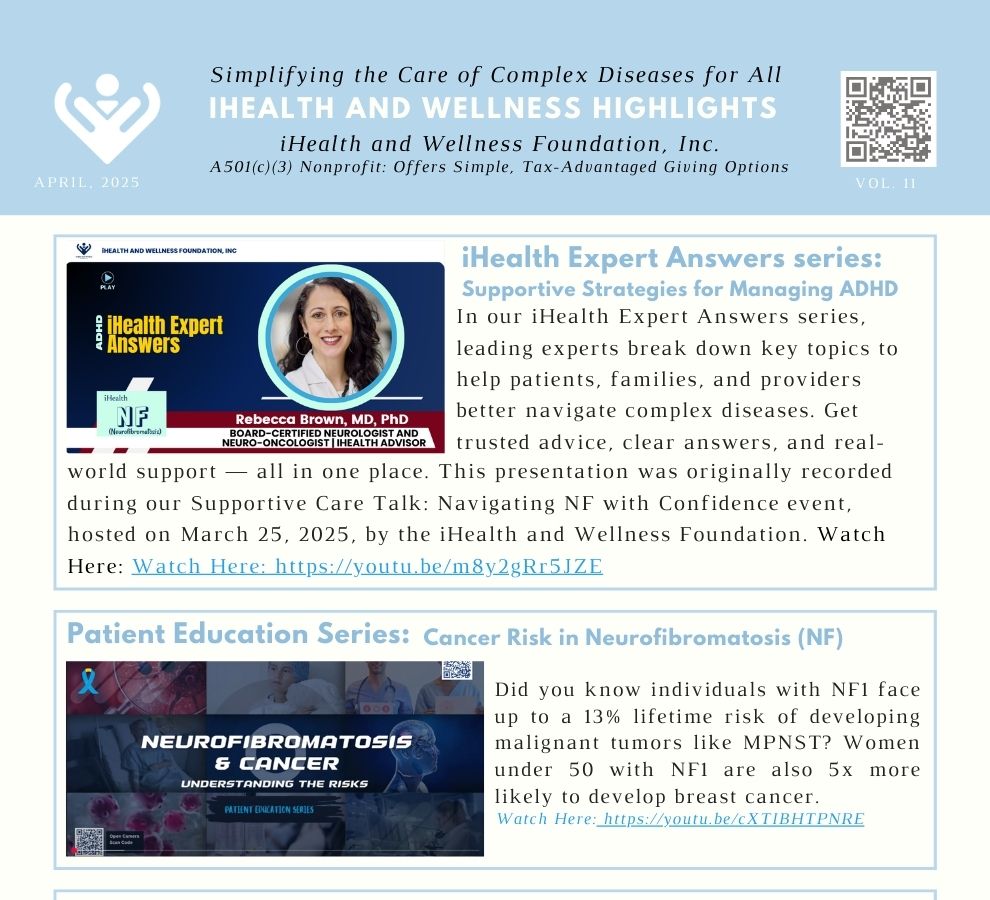 Simplifying the Care of Complex Diseases for All
IHEALTH AND WELLNESS HIGHLIGHTS
iHealth and Wellness Foundation, Inc.
A501(c)(3) Nonprofit: Offers Simple, Tax-Advantaged Giving Options
APRIL, 2025
VOL. 11
iHEALTH AND WELLNESS FOUNDATION, INC
PLAY
ADHD
iHealth Expert
Answers
iHealth
NF
(Neurofibromatosis)
Rebecca Brown, MD, PhD
BOARD-CERTIFIED NEUROLOGIST AND
NEURO-ONCOLOGIST | IHEALTH ADVISOR
iHealth Expert Answers series:
Supportive Strategies for Managing ADHD
In our iHealth Expert Answers series,
leading experts break down key topics to
help patients, families, and providers
better navigate complex diseases. Get
trusted advice, clear answers, and real-
world support — all in one place. This presentation was originally recorded
during our Supportive Care Talk: Navigating NF with Confidence event,
hosted on March 25, 2025, by the iHealth and Wellness Foundation. Watch
Here: Watch Here: https://youtu.be/m8y2gRr5JZE
Patient Education Series: Cancer Risk in Neurofibromatosis (NF)
NEUROFIBROMATOSIS
& CANCER
UNDERSTANDING THE RISKS
PATIENT EDUCATION SERIES
Open Camera
Scan Code
Did you know individuals with NF1 face
up to a 13% lifetime risk of developing
malignant tumors like MPNST? Women
under 50 with NF1 are also 5x more
likely to develop breast cancer.
Watch Here: https://youtu.be/cXTIBHTPNRE